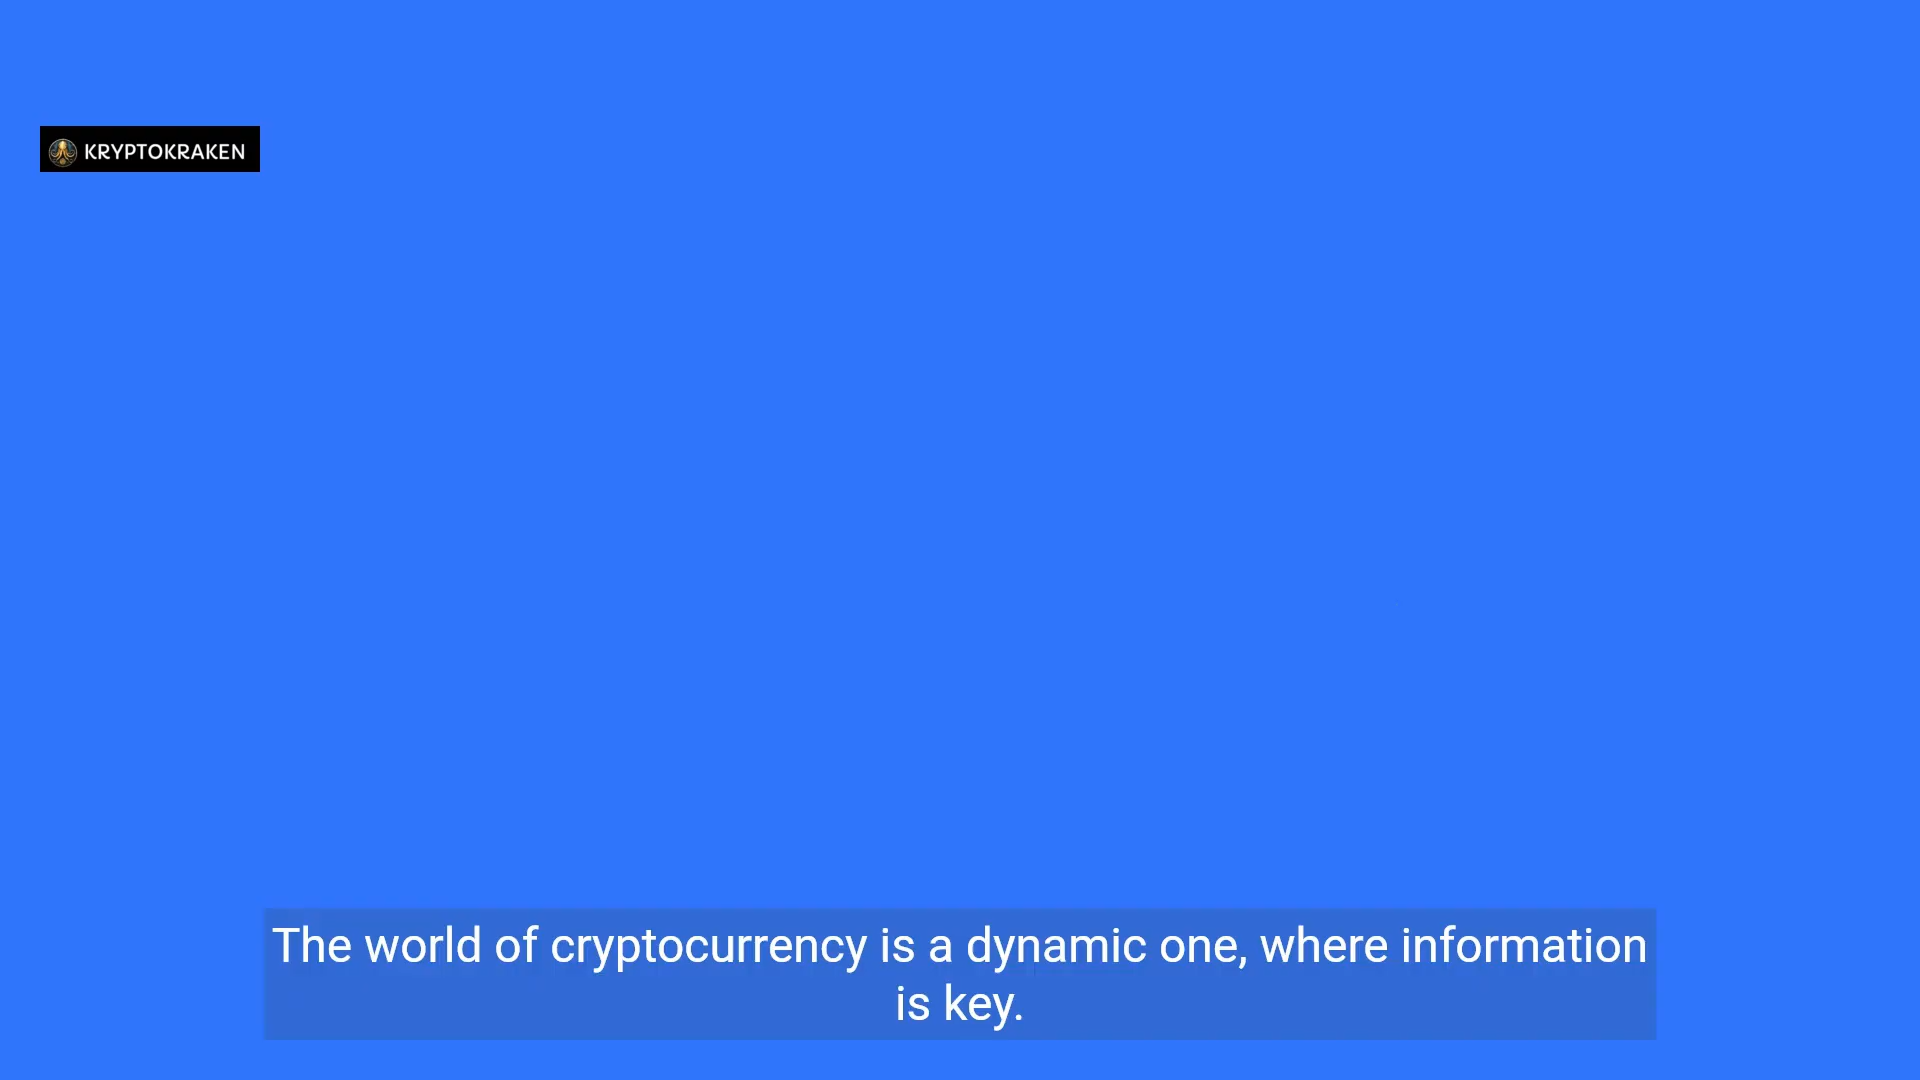 KRYPTOKRAKEN
The world of cryptocurrency is a dynamic one, where information
is key.